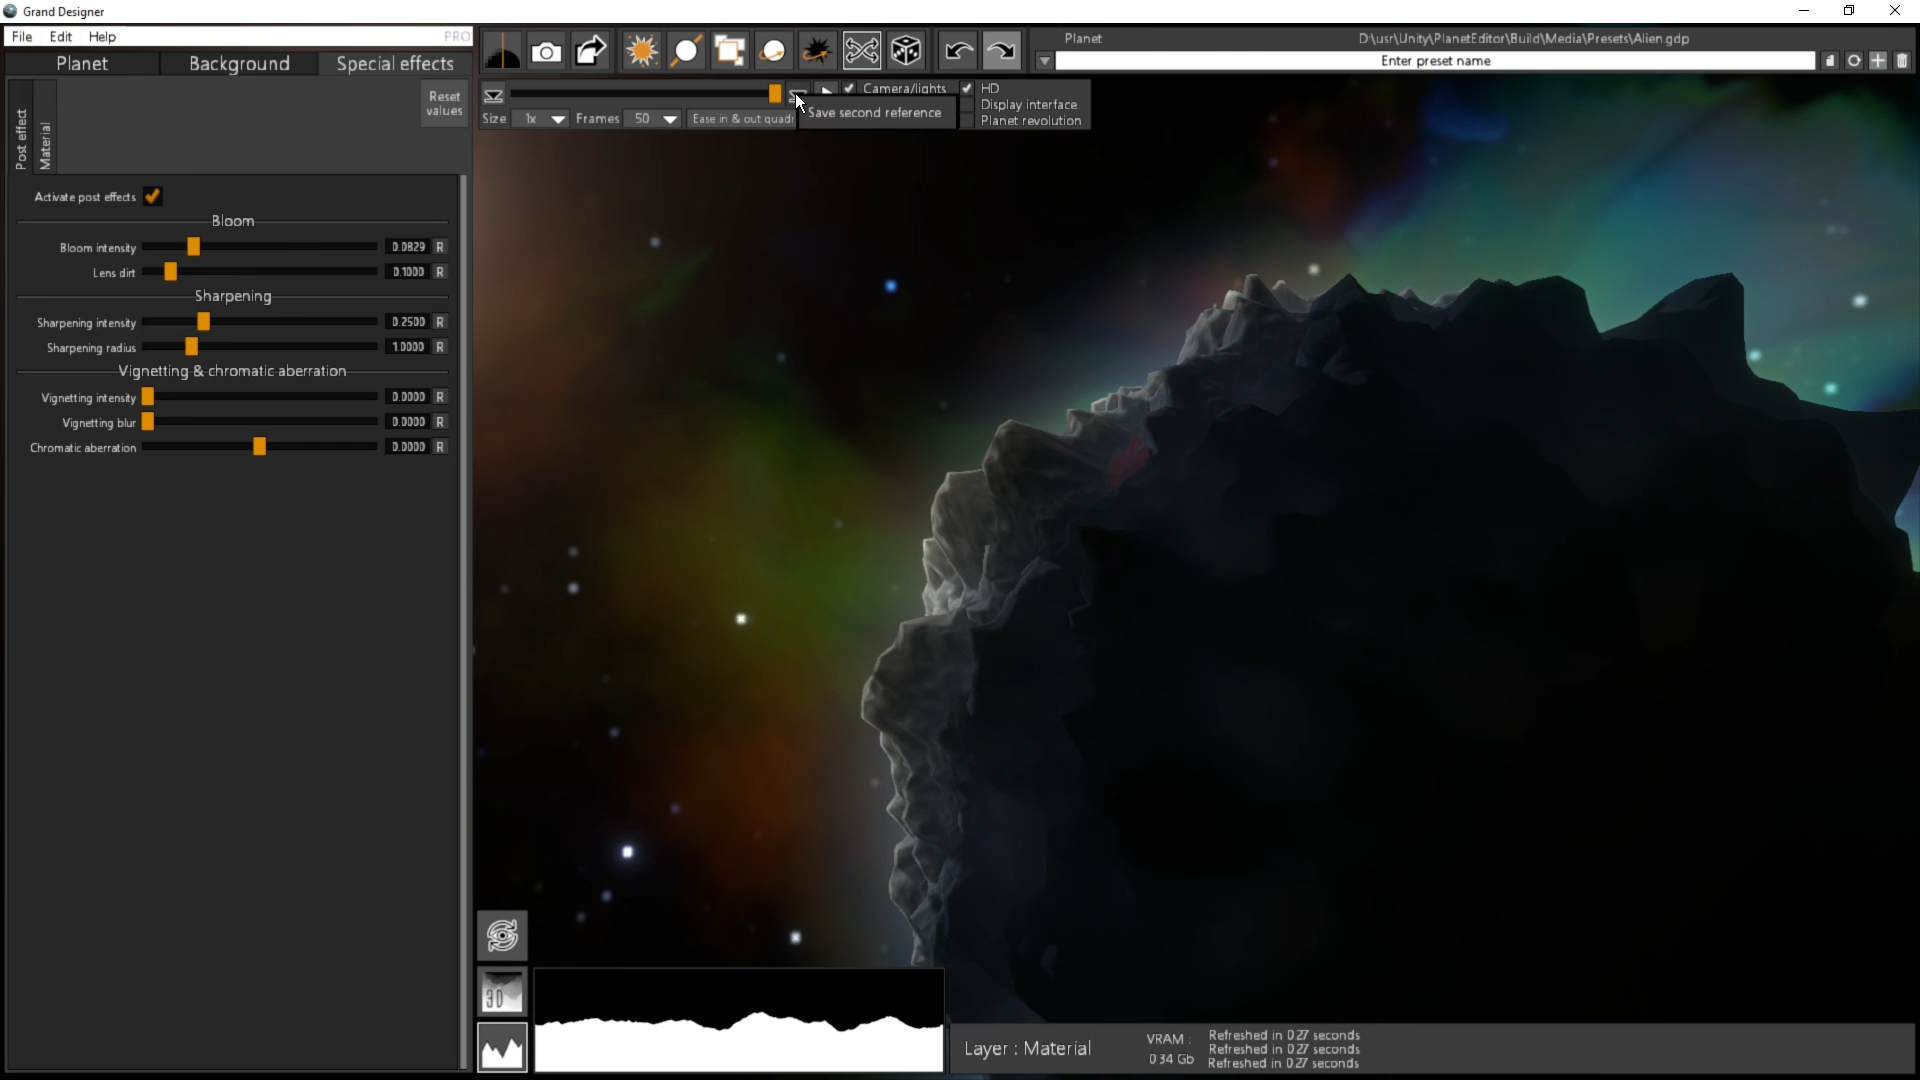 Grand Designer
File Edit Help PRO
Planet Background Special effects
Reset values
Post effect
Material
Activate post effects
Bloom
Bloom intensity 0.0829 R
Lens dirt 0.1000 R
Sharpening
Sharpening intensity 0.2500 R
Sharpening radius 1.0000 R
Vignetting & chromatic aberration
Vignetting intensity 0.0000 R
Vignetting blur 0.0000 R
Chromatic aberration 0.0000 R
Planet D:\usr\Unity\PlanetEditor\Build\Media\Presets\Alien.gdp
Enter preset name
Camera/lights HD
Save second reference Display interface
Size 1x Frames 50 Ease in & out quadr Planet revolution
3D
Layer : Material
VRAM :
0.34 Gb
Refreshed in 0.27 seconds
Refreshed in 0.27 seconds
Refreshed in 0.27 seconds